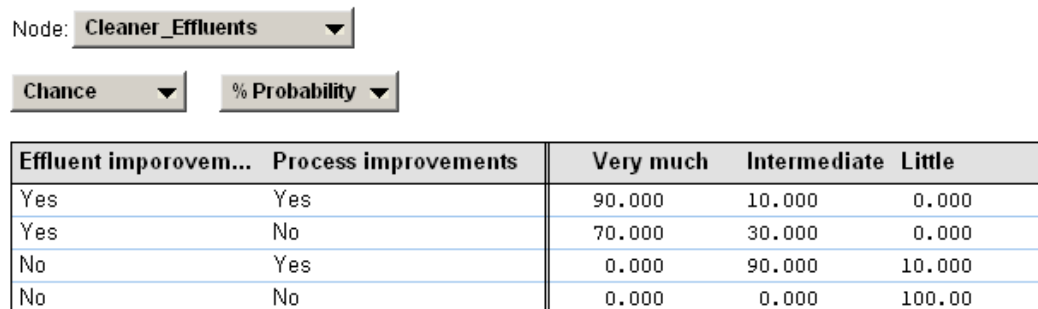 Node: Cleaner_Effluents
Chance % Probability
Effluent imporovem... Process improvements Very much Intermediate Little
Yes Yes 90.000 10.000 0.000
Yes No 70.000 30.000 0.000
No Yes 0.000 90.000 10.000
No No 0.000 0.000 100.00